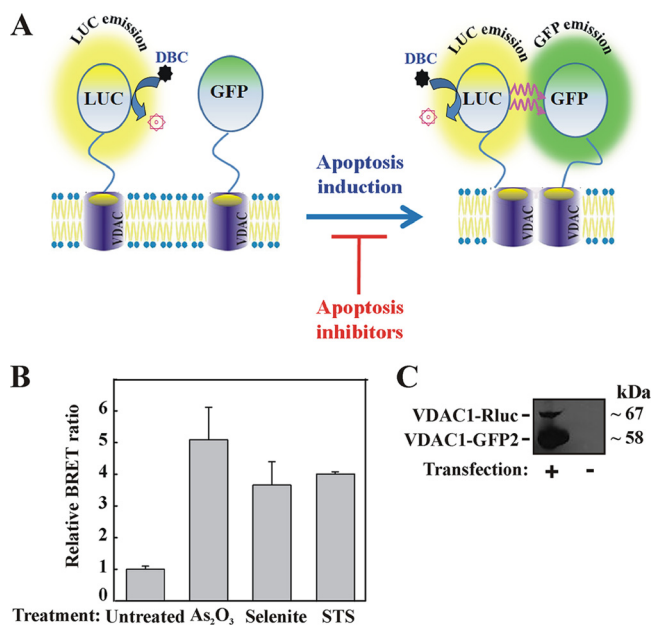 A
LUC emission
DBC
LUC
GFP
VDAC
VDAC
Apoptosis
induction
Apoptosis
inhibitors
LUC emission
GFP emission
DBC
LUC
GFP
VDAC
VDAC
B
Relative BRET ratio
6
5
4
3
2
1
0
Treatment: Untreated As₂O₃ Selenite STS
C
kDa
VDAC1-Rluc – ~ 67
VDAC1-GFP2 – ~ 58
Transfection: + -